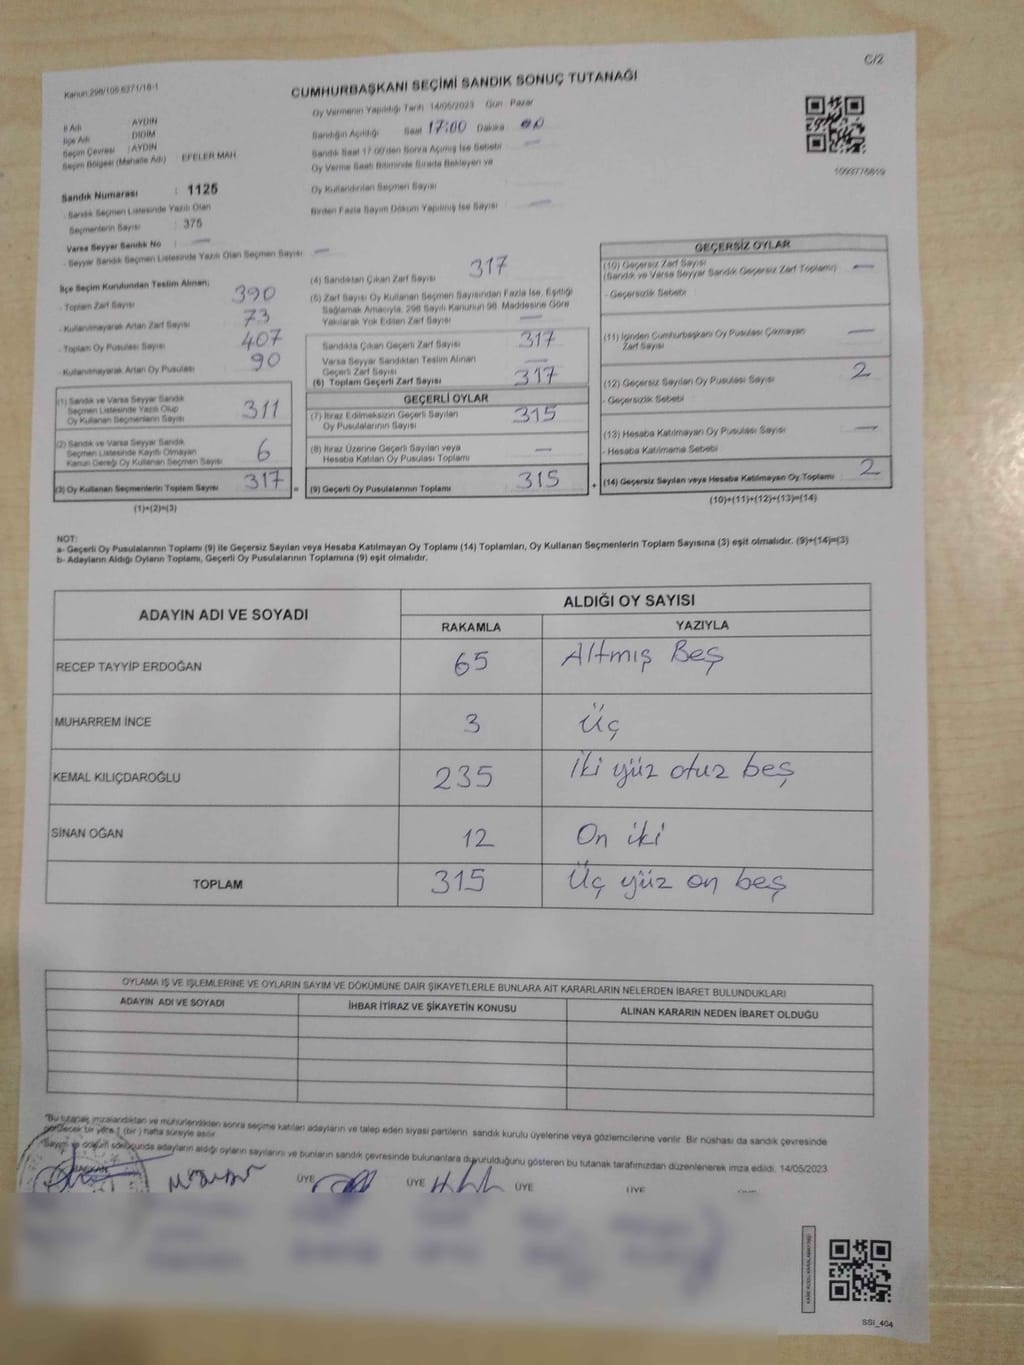 C/2
Kanun 298/105 6271/18-1
CUMHURBAŞKANI SEÇİMİ SANDIK SONUÇ TUTANAĞI
İl Adı : AYDIN
İlçe Adı : DİDİM
Seçim Çevresi : AYDIN
Seçim Bölgesi (Mahalle Adı) : EFELER MAH.
Sandık Numarası : 1125
- Sandık Seçmen Listesinde Yazılı Olan
Seçmenlerin Sayısı : 375
Varsa Seyyar Sandık No : —
- Seyyar Sandık Seçmen Listesinde Yazılı Olan Seçmen Sayısı : —
Oy Vermenin Yapıldığı Tarih : 14/05/2023 Gün : Pazar
Sandığın Açıldığı Saat 17:00 Dakika 00
Sandık Saat 17:00'den Sonra Açılmış İse Sebebi —
Oy Verme Saati Bitiminde Sırada Bekleyen ve
Oy Kullandırılan Seçmen Sayısı —
Birden Fazla Sayım Döküm Yapılmış İse Sayısı —
İlçe Seçim Kurulundan Teslim Alınan;
- Toplam Zarf Sayısı 390
- Kullanılmayarak Artan Zarf Sayısı 73
- Toplam Oy Pusulası Sayısı 407
- Kullanılmayarak Artan Oy Pusulası 90
(1) Sandık ve Varsa Seyyar Sandık
Seçmen Listesinde Yazılı Olup
Oy Kullanan Seçmenlerin Sayısı 311
(2) Sandık ve Varsa Seyyar Sandık
Seçmen Listesinde Kayıtlı Olmayan
Kanun Gereği Oy Kullanan Seçmen Sayısı 6
(3) Oy Kullanan Seçmenlerin Toplam Sayısı 317 =
(1)+(2)=(3)
(4) Sandıktan Çıkan Zarf Sayısı 317
(5) Zarf Sayısı Oy Kullanan Seçmen Sayısından Fazla İse, Eşitliği
Sağlamak Amacıyla, 298 Sayılı Kanunun 98. Maddesine Göre
Yakılarak Yok Edilen Zarf Sayısı —
Sandıkta Çıkan Geçerli Zarf Sayısı 317
Varsa Seyyar Sandıktan Teslim Alınan
Geçerli Zarf Sayısı —
(6) Toplam Geçerli Zarf Sayısı 317
GEÇERLİ OYLAR
(7) İtiraz Edilmeksizin Geçerli Sayılan
Oy Pusulalarının Sayısı 315
(8) İtiraz Üzerine Geçerli Sayılan veya
Hesaba Katılan Oy Pusulası Toplamı —
(9) Geçerli Oy Pusulalarının Toplamı 315 +
GEÇERSİZ OYLAR
(10) Geçersiz Zarf Sayısı
(Sandık ve Varsa Seyyar Sandık Geçersiz Zarf Toplamı) —
- Geçersizlik Sebebi
(11) İçinden Cumhurbaşkanı Oy Pusulası Çıkmayan
Zarf Sayısı —
(12) Geçersiz Sayılan Oy Pusulası Sayısı 2
- Geçersizlik Sebebi
(13) Hesaba Katılmayan Oy Pusulası Sayısı —
- Hesaba Katılmama Sebebi
(14) Geçersiz Sayılan veya Hesaba Katılmayan Oy Toplamı 2
(10)+(11)+(12)+(13)=(14)
NOT:
a- Geçerli Oy Pusulalarının Toplamı (9) ile Geçersiz Sayılan veya Hesaba Katılmayan Oy Toplamı (14) Toplamları, Oy Kullanan Seçmenlerin Toplam Sayısına (3) eşit olmalıdır. (9)+(14)=(3)
b- Adayların Aldığı Oyların Toplamı, Geçerli Oy Pusulalarının Toplamına (9) eşit olmalıdır.
ADAYIN ADI VE SOYADI ALDIĞI OY SAYISI
RAKAMLA YAZIYLA
RECEP TAYYİP ERDOĞAN 65 Altmış Beş
MUHARREM İNCE 3 Üç
KEMAL KILIÇDAROĞLU 235 İki yüz otuz beş
SİNAN OĞAN 12 On iki
TOPLAM 315 Üç yüz on beş
OYLAMA İŞ VE İŞLEMLERİNE VE OYLARIN SAYIM VE DÖKÜMÜNE DAİR ŞİKAYETLERLE BUNLARA AİT KARARLARIN NELERDEN İBARET BULUNDUKLARI
ADAYIN ADI VE SOYADI İHBAR İTİRAZ VE ŞİKAYETİN KONUSU ALINAN KARARIN NEDEN İBARET OLDUĞU
*Bu tutanak imzalandıktan ve mühürlendikten sonra seçime katılan adayların ve talep eden siyasi partilerin sandık kurulu üyelerine veya gözlemcilerine verilir. Bir nüshası da sandık çevresinde
görülecek bir yere 1 (bir) hafta süreyle asılır.
*Sayım ve döküm sonucunda adayların aldığı oyların sayılarını ve bunların sandık çevresinde bulunanlara duyurulduğunu gösteren bu tutanak tarafımızdan düzenlenerek imza edildi. 14/05/2023
BAŞKAN ÜYE ÜYE ÜYE ÜYE
SSI_404